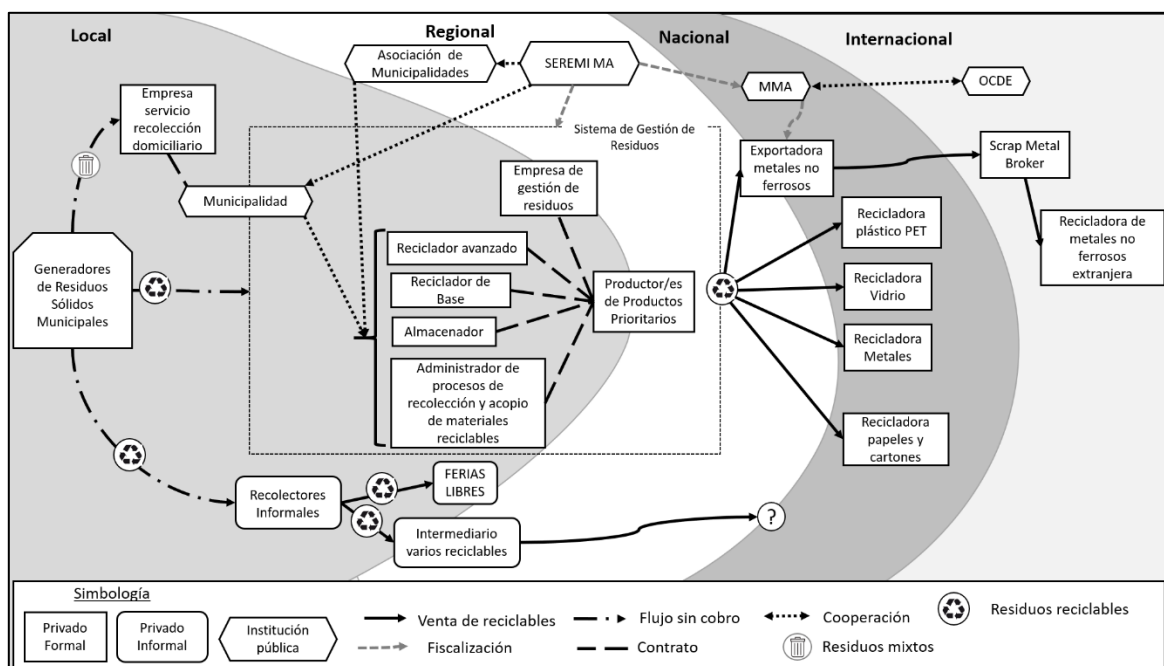 Local
Regional
Nacional
Internacional
Asociación de
Municipalidades
SEREMI MA
MMA
OCDE
Empresa
servicio
recolección
domiciliario
Sistema de Gestión de
Residuos
Exportadora
metales no
ferrosos
Scrap Metal
Broker
Municipalidad
Empresa de
gestión de
residuos
Recicladora
plástico PET
Recicladora de
metales no
ferrosos
extranjera
Generadores
de Residuos
Sólidos
Municipales
Reciclador avanzado
Reciclador de
Base
Almacenador
Administrador de
procesos de
recolección y acopio
de materiales
reciclables
Productor/es
de Productos
Prioritarios
Recicladora
Vidrio
Recicladora
Metales
Recicladora
papeles y
cartones
Recolectores
Informales
FERIAS
LIBRES
Intermediario
varios reciclables
?
Simbología
Privado
Formal
Privado
Informal
Institución
pública
Venta de reciclables
Flujo sin cobro
Cooperación
Residuos reciclables
Fiscalización
Contrato
Residuos mixtos